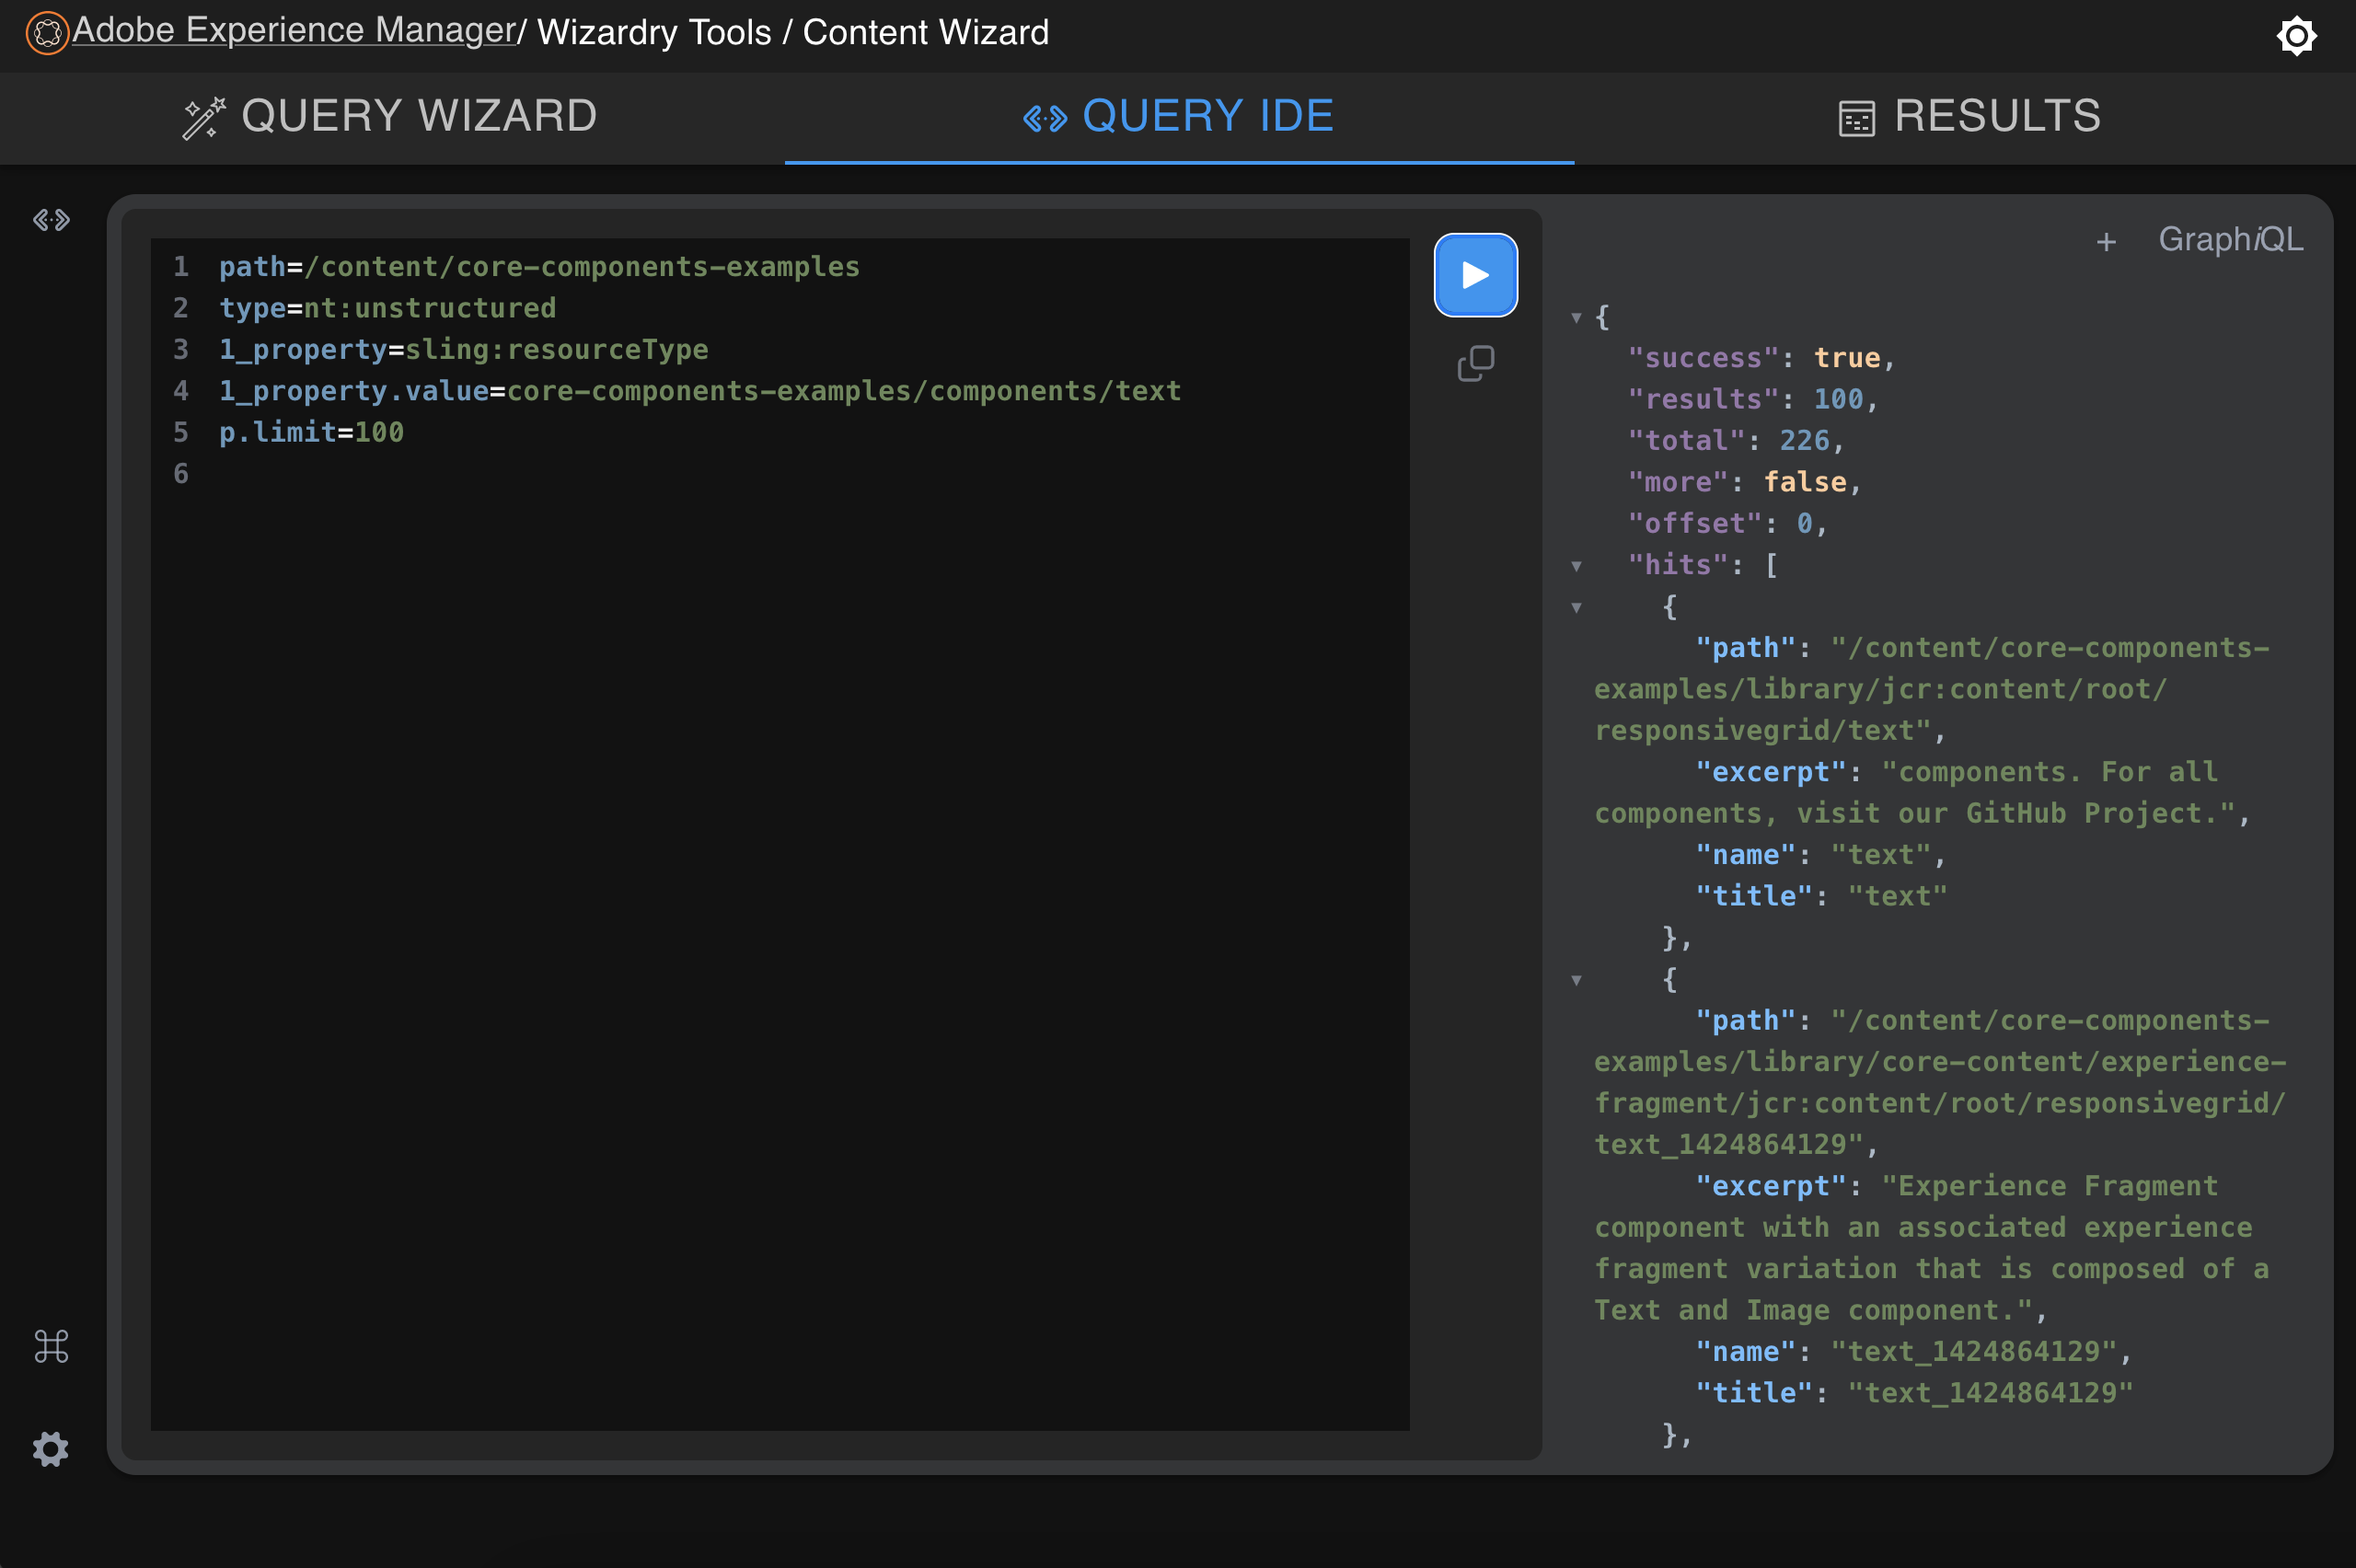 Adobe Experience Manager/ Wizardry Tools / Content Wizard
QUERY WIZARD
QUERY IDE
RESULTS
1 path=/content/core-components-examples
2 type=nt:unstructured
3 1_property=sling:resourceType
4 1_property.value=core-components-examples/components/text
5 p.limit=100
6
+ GraphiQL
{
"success": true,
"results": 100,
"total": 226,
"more": false,
"offset": 0,
"hits": [
{
"path": "/content/core-components-
examples/library/jcr:content/root/
responsivegrid/text",
"excerpt": "components. For all
components, visit our GitHub Project.",
"name": "text",
"title": "text"
},
{
"path": "/content/core-components-
examples/library/core-content/experience-
fragment/jcr:content/root/responsivegrid/
text_1424864129",
"excerpt": "Experience Fragment
component with an associated experience
fragment variation that is composed of a
Text and Image component.",
"name": "text_1424864129",
"title": "text_1424864129"
},